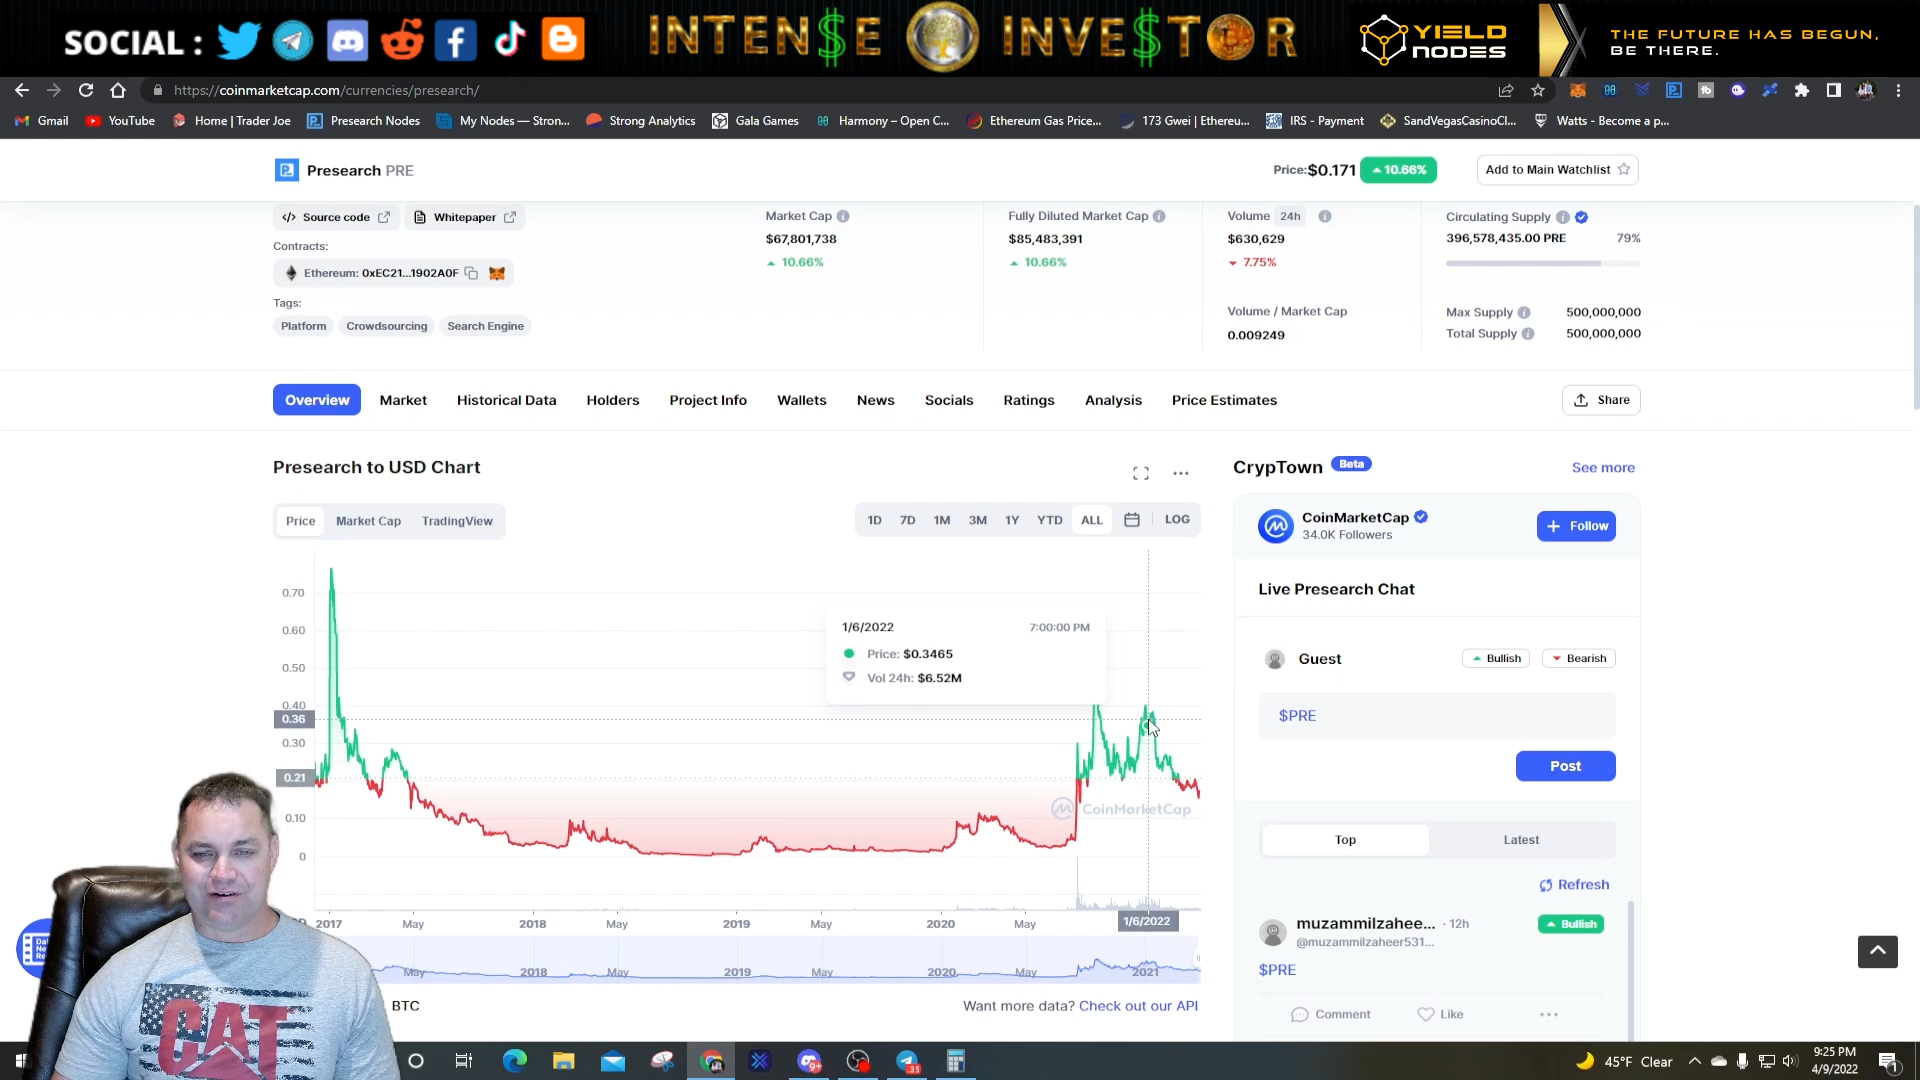 SOCIAL :
INTEN$E INVE$TOR
YIELD NODES
THE FUTURE HAS BEGUN,
BE THERE.
https://coinmarketcap.com/currencies/presearch/
Gmail YouTube Home | Trader Joe Presearch Nodes My Nodes — Stron... Strong Analytics Gala Games Harmony – Open C... Ethereum Gas Price... 173 Gwei | Ethereu... IRS - Payment SandVegasCasinoCl... Watts - Become a p...
Presearch PRE
Price:$0.171 10.66%
Add to Main Watchlist
Source code Whitepaper
Contracts:
Ethereum: 0xEC21...1902A0F
Tags:
Platform Crowdsourcing Search Engine
Market Cap
$67,801,738
10.66%
Fully Diluted Market Cap
$85,483,391
10.66%
Volume 24h
$630,629
7.75%
Volume / Market Cap
0.009249
Circulating Supply
396,578,435.00 PRE 79%
Max Supply 500,000,000
Total Supply 500,000,000
Overview Market Historical Data Holders Project Info Wallets News Socials Ratings Analysis Price Estimates
Share
Presearch to USD Chart
Price Market Cap TradingView
1D 7D 1M 3M 1Y YTD ALL LOG
0.70
0.60
0.50
0.40
0.36
0.30
0.21
0.10
0
1/6/2022 7:00:00 PM
Price: $0.3465
Vol 24h: $6.52M
CoinMarketCap
2017 May 2018 May 2019 May 2020 May 1/6/2022
May 2018 May 2019 May 2020 May 2021
BTC
Want more data? Check out our API
CrypTown Beta
See more
CoinMarketCap
34.0K Followers
Follow
Live Presearch Chat
Guest
Bullish Bearish
$PRE
Post
Top Latest
Refresh
muzammilzahee... · 12h
Bullish
@muzammilzaheer531...
$PRE
Comment Like
CAT
45°F Clear
9:25 PM
4/9/2022